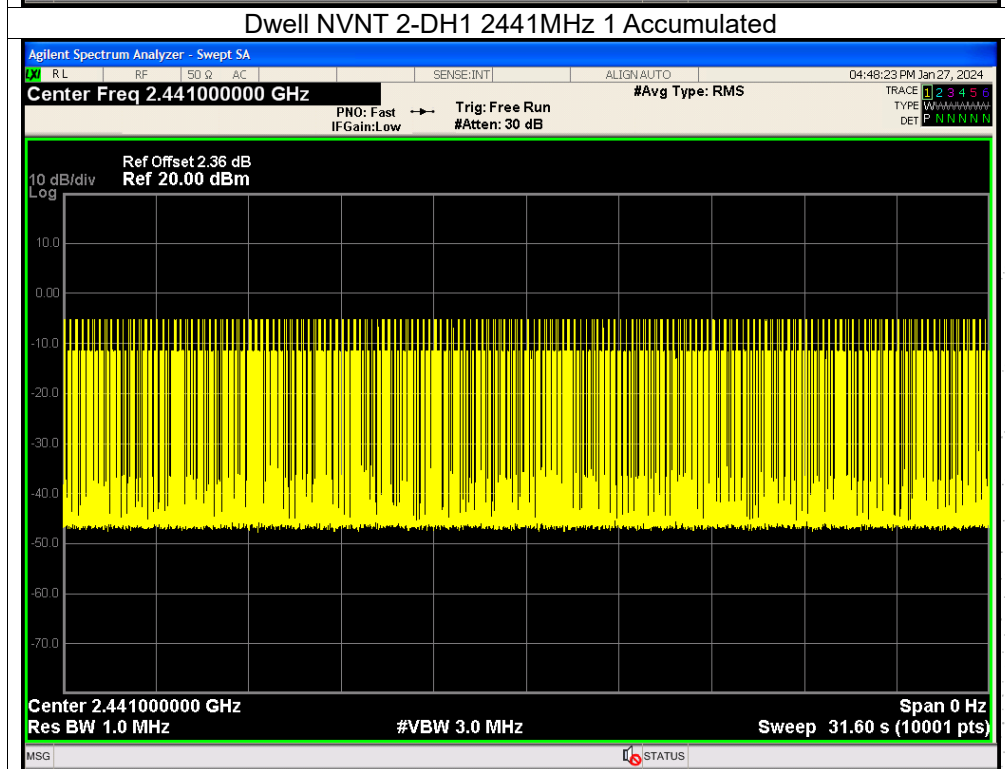 Dwell NVNT 2-DH1 2441MHz 1 Accumulated
Agilent Spectrum Analyzer - Swept SA
LXI RL RF 50 Ω AC SENSE:INT ALIGN AUTO 04:48:23 PM Jan 27, 2024
Center Freq 2.441000000 GHz #Avg Type: RMS TRACE 1 2 3 4 5 6
PNO: Fast Trig: Free Run TYPE WWWWWW
IFGain:Low #Atten: 30 dB DET P N N N N N
Ref Offset 2.36 dB
10 dB/div Ref 20.00 dBm
Log
10.0
0.00
-10.0
-20.0
-30.0
-40.0
-50.0
-60.0
-70.0
Center 2.441000000 GHz Span 0 Hz
Res BW 1.0 MHz #VBW 3.0 MHz Sweep 31.60 s (10001 pts)
MSG STATUS